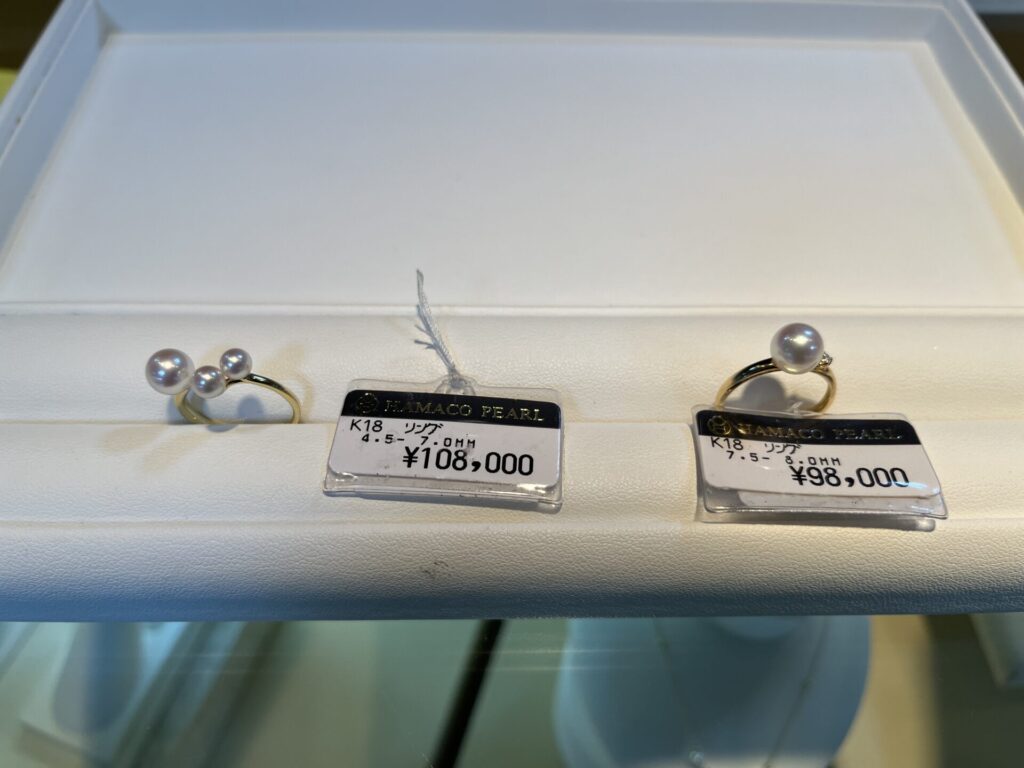 HAMACO PEARL
K18 リング
4.5- 7.0MM
¥108,000
HAMACO PEARL
K18 リング
7.5- 8.0MM
¥98,000